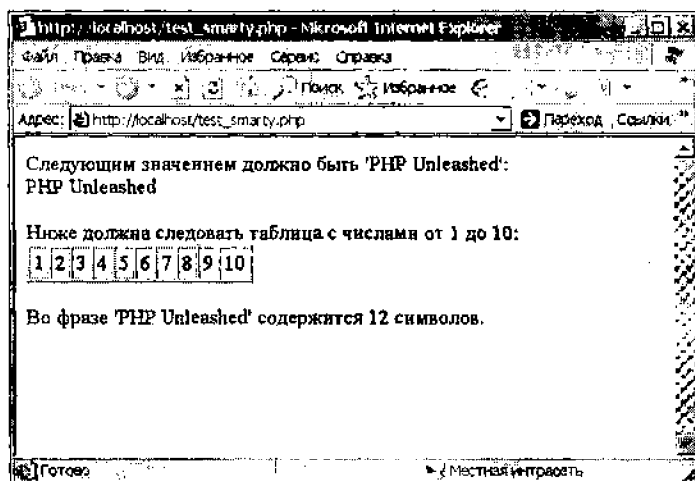 http://localhost/test_smarty.php - Microsoft Internet Explorer
Файл Правка Вид Избранное Сервис Справка
Поиск Избранное
Адрес: http://localhost/test_smarty.php Переход Ссылки
Следующим значением должно быть 'PHP Unleashed':
PHP Unleashed
Ниже должна следовать таблица с числами от 1 до 10:
1 2 3 4 5 6 7 8 9 10
Во фразе 'PHP Unleashed' содержится 12 символов.
Готово Местная интрасеть